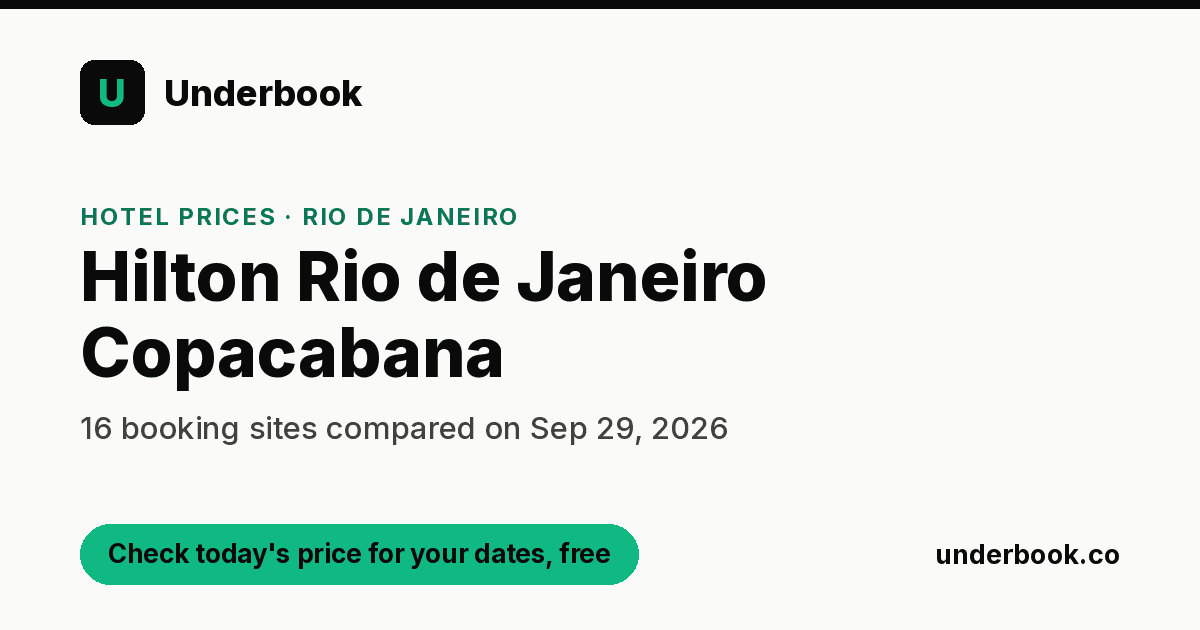 U Underbook
HOTEL PRICES · RIO DE JANEIRO
Hilton Rio de Janeiro
Copacabana
16 booking sites compared on Sep 29, 2026
Check today's price for your dates, free
underbook.co